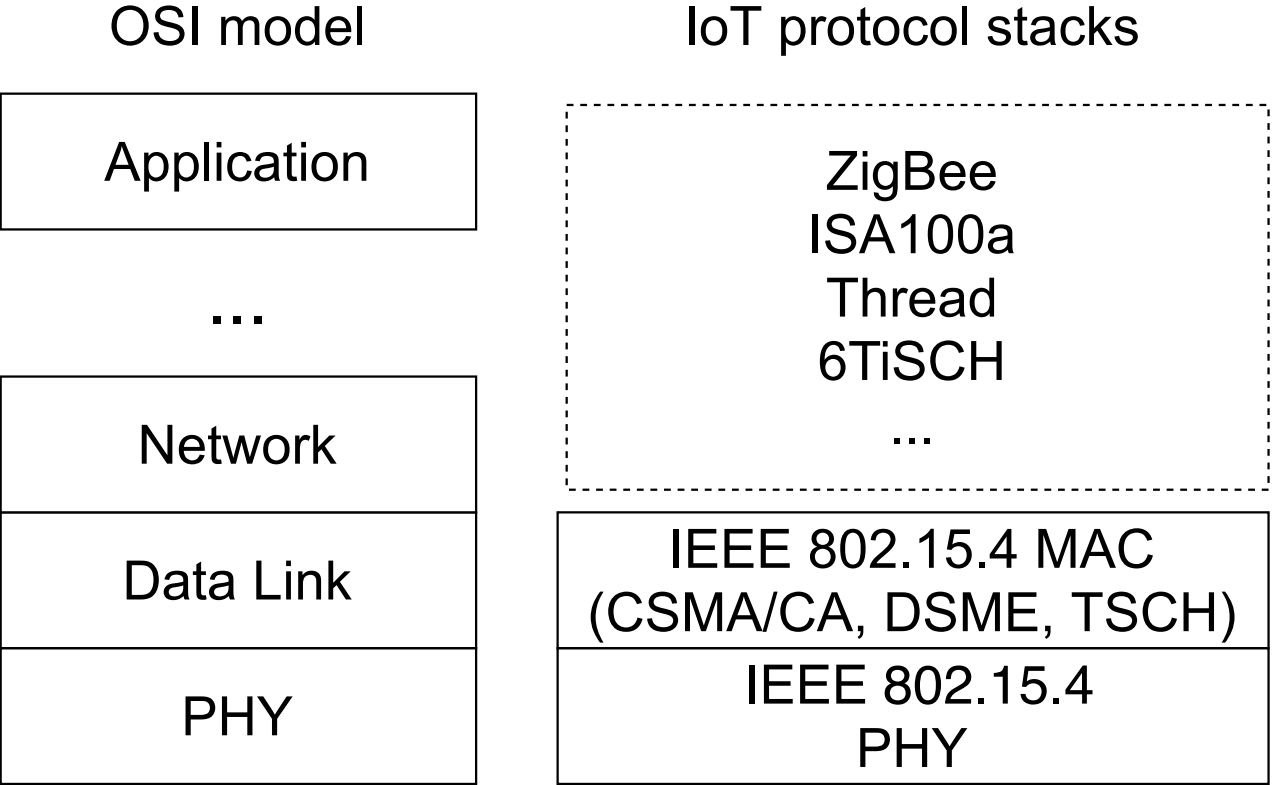 OSI model
Application
...
Network
Data Link
PHY
IoT protocol stacks
ZigBee
ISA100a
Thread
6TiSCH
...
IEEE 802.15.4 MAC
(CSMA/CA, DSME, TSCH)
IEEE 802.15.4
PHY